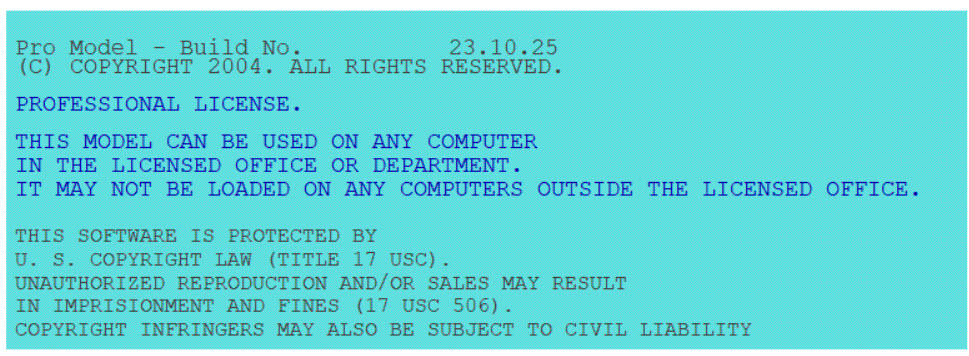 Pro Model - Build No. 23.10.25
(C) COPYRIGHT 2004. ALL RIGHTS RESERVED.
PROFESSIONAL LICENSE.
THIS MODEL CAN BE USED ON ANY COMPUTER
IN THE LICENSED OFFICE OR DEPARTMENT.
IT MAY NOT BE LOADED ON ANY COMPUTERS OUTSIDE THE LICENSED OFFICE.
THIS SOFTWARE IS PROTECTED BY
U. S. COPYRIGHT LAW (TITLE 17 USC).
UNAUTHORIZED REPRODUCTION AND/OR SALES MAY RESULT
IN IMPRISIONMENT AND FINES (17 USC 506).
COPYRIGHT INFRINGERS MAY ALSO BE SUBJECT TO CIVIL LIABILITY